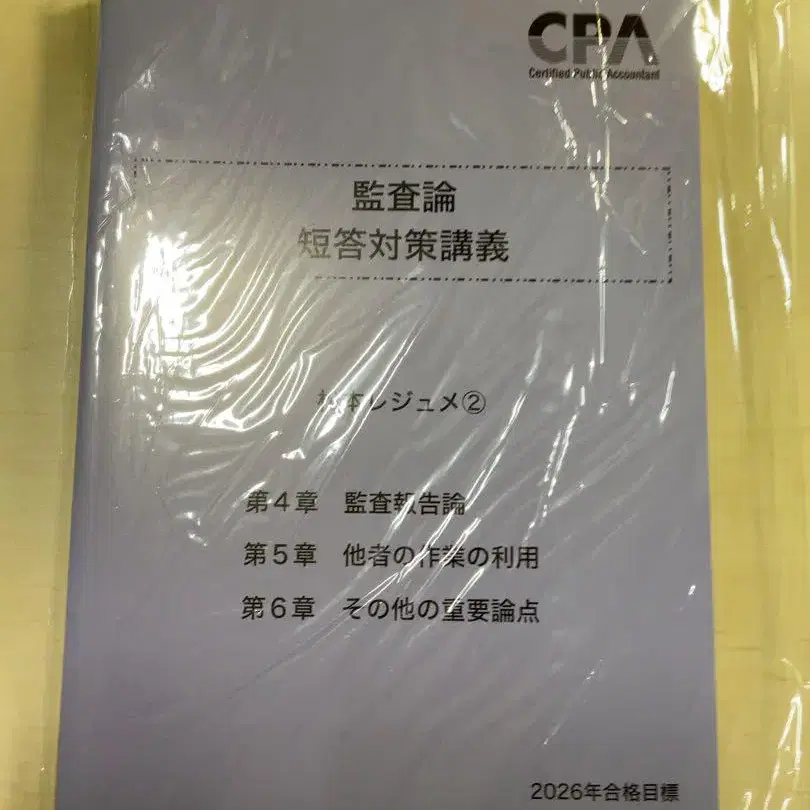 CPA
Certified Public Accountant
監査論
短答対策講義
松本レジュメ②
第4章 監査報告論
第5章 他者の作業の利用
第6章 その他の重要論点
2026年合格目標